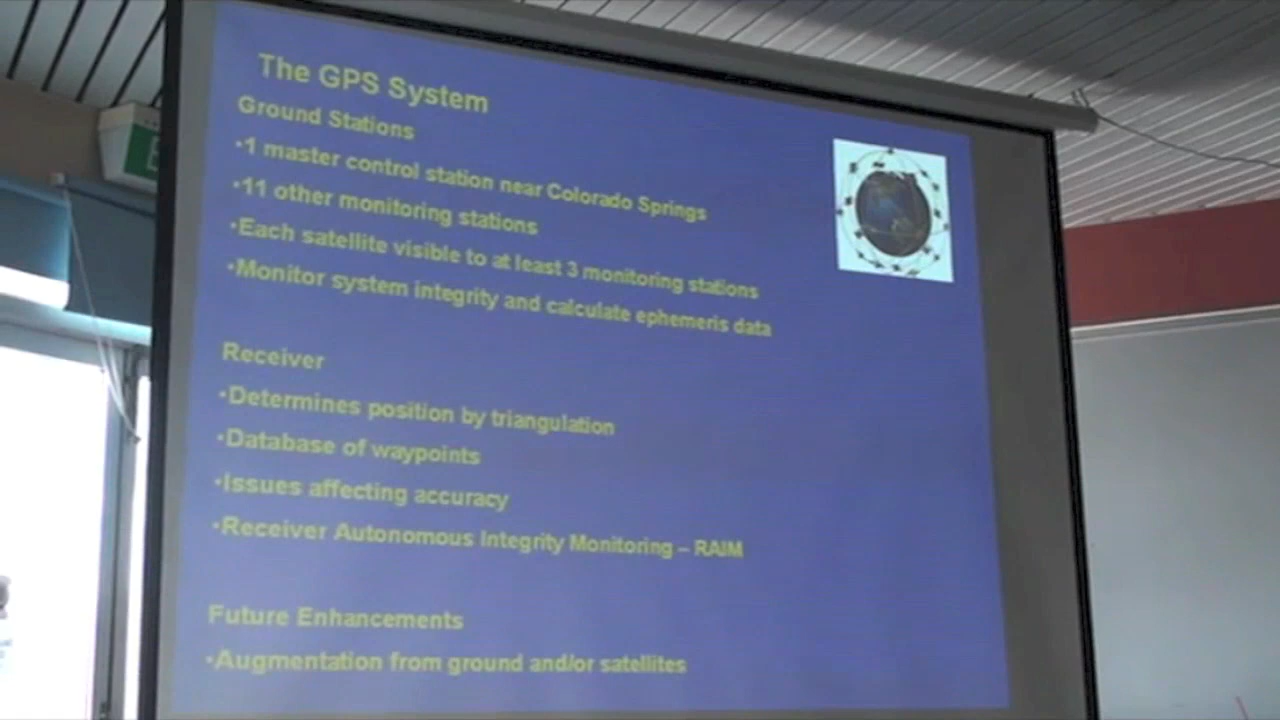 The GPS System
Ground Stations
•1 master control station near Colorado Springs
•11 other monitoring stations
•Each satellite visible to at least 3 monitoring stations
•Monitor system integrity and calculate ephemeris data
Receiver
•Determines position by triangulation
•Database of waypoints
•Issues affecting accuracy
•Receiver Autonomous Integrity Monitoring – RAIM
Future Enhancements
•Augmentation from ground and/or satellites